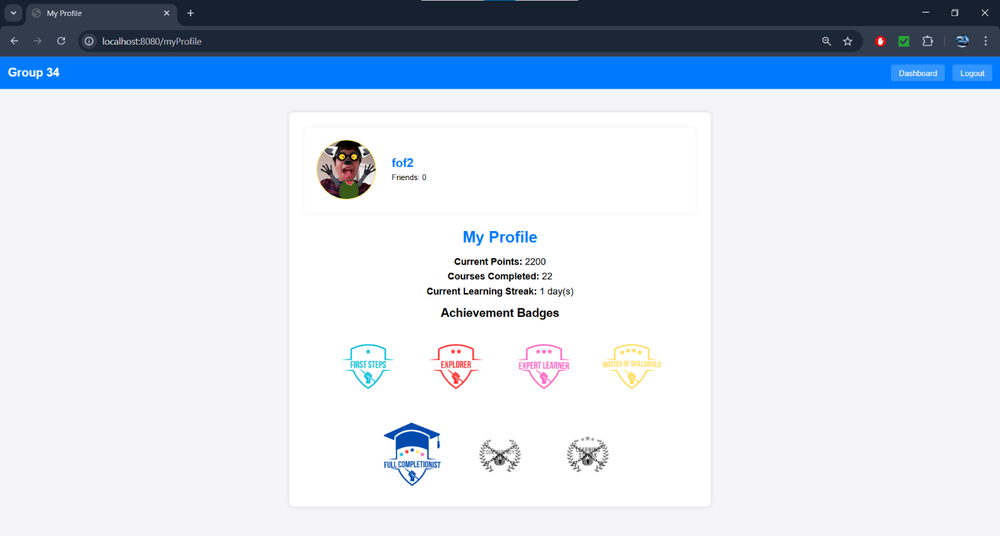 My Profile
localhost:8080/myProfile
Group 34
Dashboard
Logout
fof2
Friends: 0
My Profile
Current Points: 2200
Courses Completed: 22
Current Learning Streak: 1 day(s)
Achievement Badges
FIRST STEPS
EXPLORER
EXPERT LEARNER
MASTER OF SKILLSBUILD
FULL COMPLETIONIST
CONSISTENCY
LEARNING
STREAK